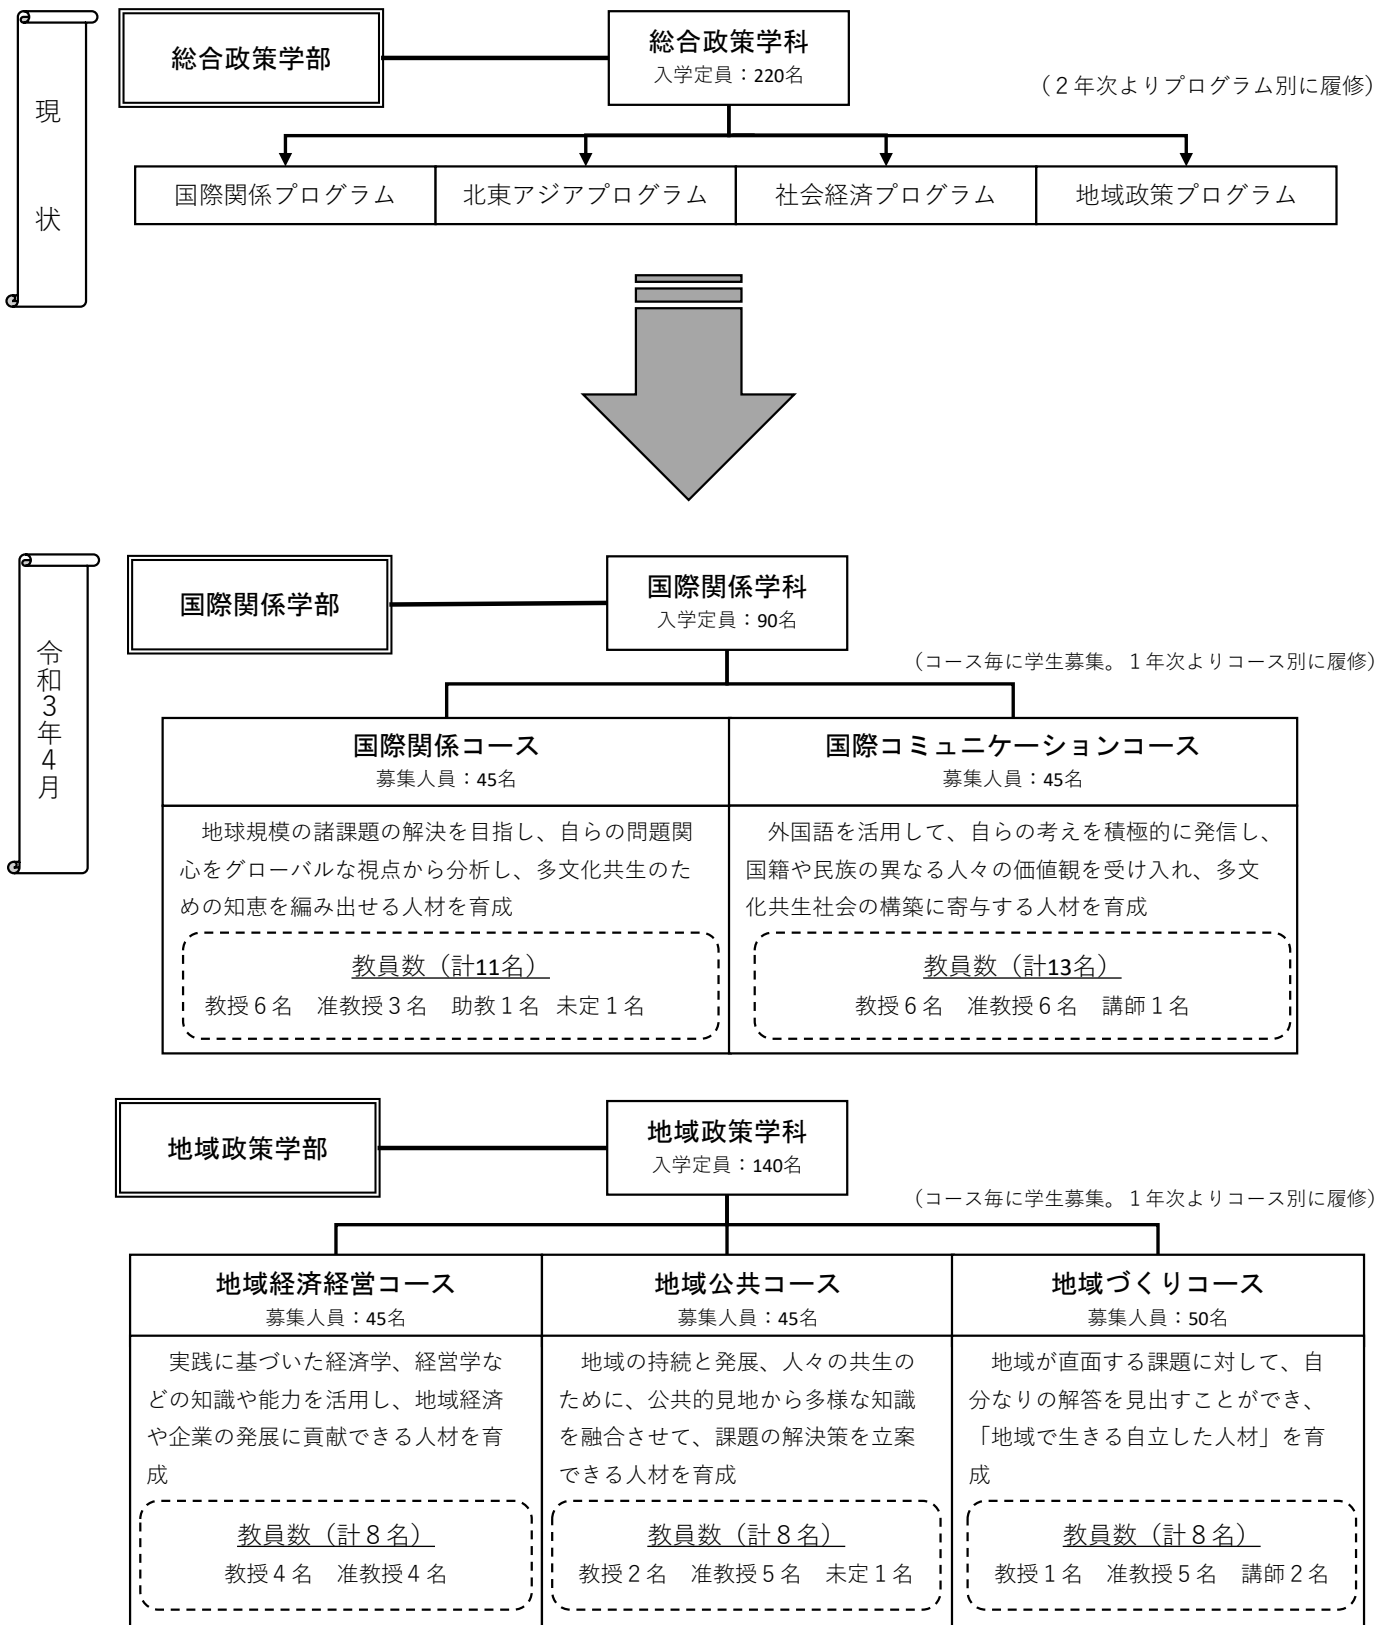 現状
総合政策学部
総合政策学科
入学定員：220名
（２年次よりプログラム別に履修）
国際関係プログラム
北東アジアプログラム
社会経済プログラム
地域政策プログラム
令和３年４月
国際関係学部
国際関係学科
入学定員：90名
（コース毎に学生募集。１年次よりコース別に履修）
国際関係コース
募集人員：45名
地球規模の諸課題の解決を目指し、自らの問題関
心をグローバルな視点から分析し、多文化共生のた
めの知恵を編み出せる人材を育成
教員数（計11名）
教授６名　准教授３名　助教１名　未定１名
国際コミュニケーションコース
募集人員：45名
外国語を活用して、自らの考えを積極的に発信し、
国籍や民族の異なる人々の価値観を受け入れ、多文
化共生社会の構築に寄与する人材を育成
教員数（計13名）
教授６名　准教授６名　講師１名
地域政策学部
地域政策学科
入学定員：140名
（コース毎に学生募集。１年次よりコース別に履修）
地域経済経営コース
募集人員：45名
実践に基づいた経済学、経営学な
どの知識や能力を活用し、地域経済
や企業の発展に貢献できる人材を育
成
教員数（計８名）
教授４名　准教授４名
地域公共コース
募集人員：45名
地域の持続と発展、人々の共生の
ために、公共的見地から多様な知識
を融合させて、課題の解決策を立案
できる人材を育成
教員数（計８名）
教授２名　准教授５名　未定１名
地域づくりコース
募集人員：50名
地域が直面する課題に対して、自
分なりの解答を見出すことができ、
「地域で生きる自立した人材」を育
成
教員数（計８名）
教授１名　准教授５名　講師２名